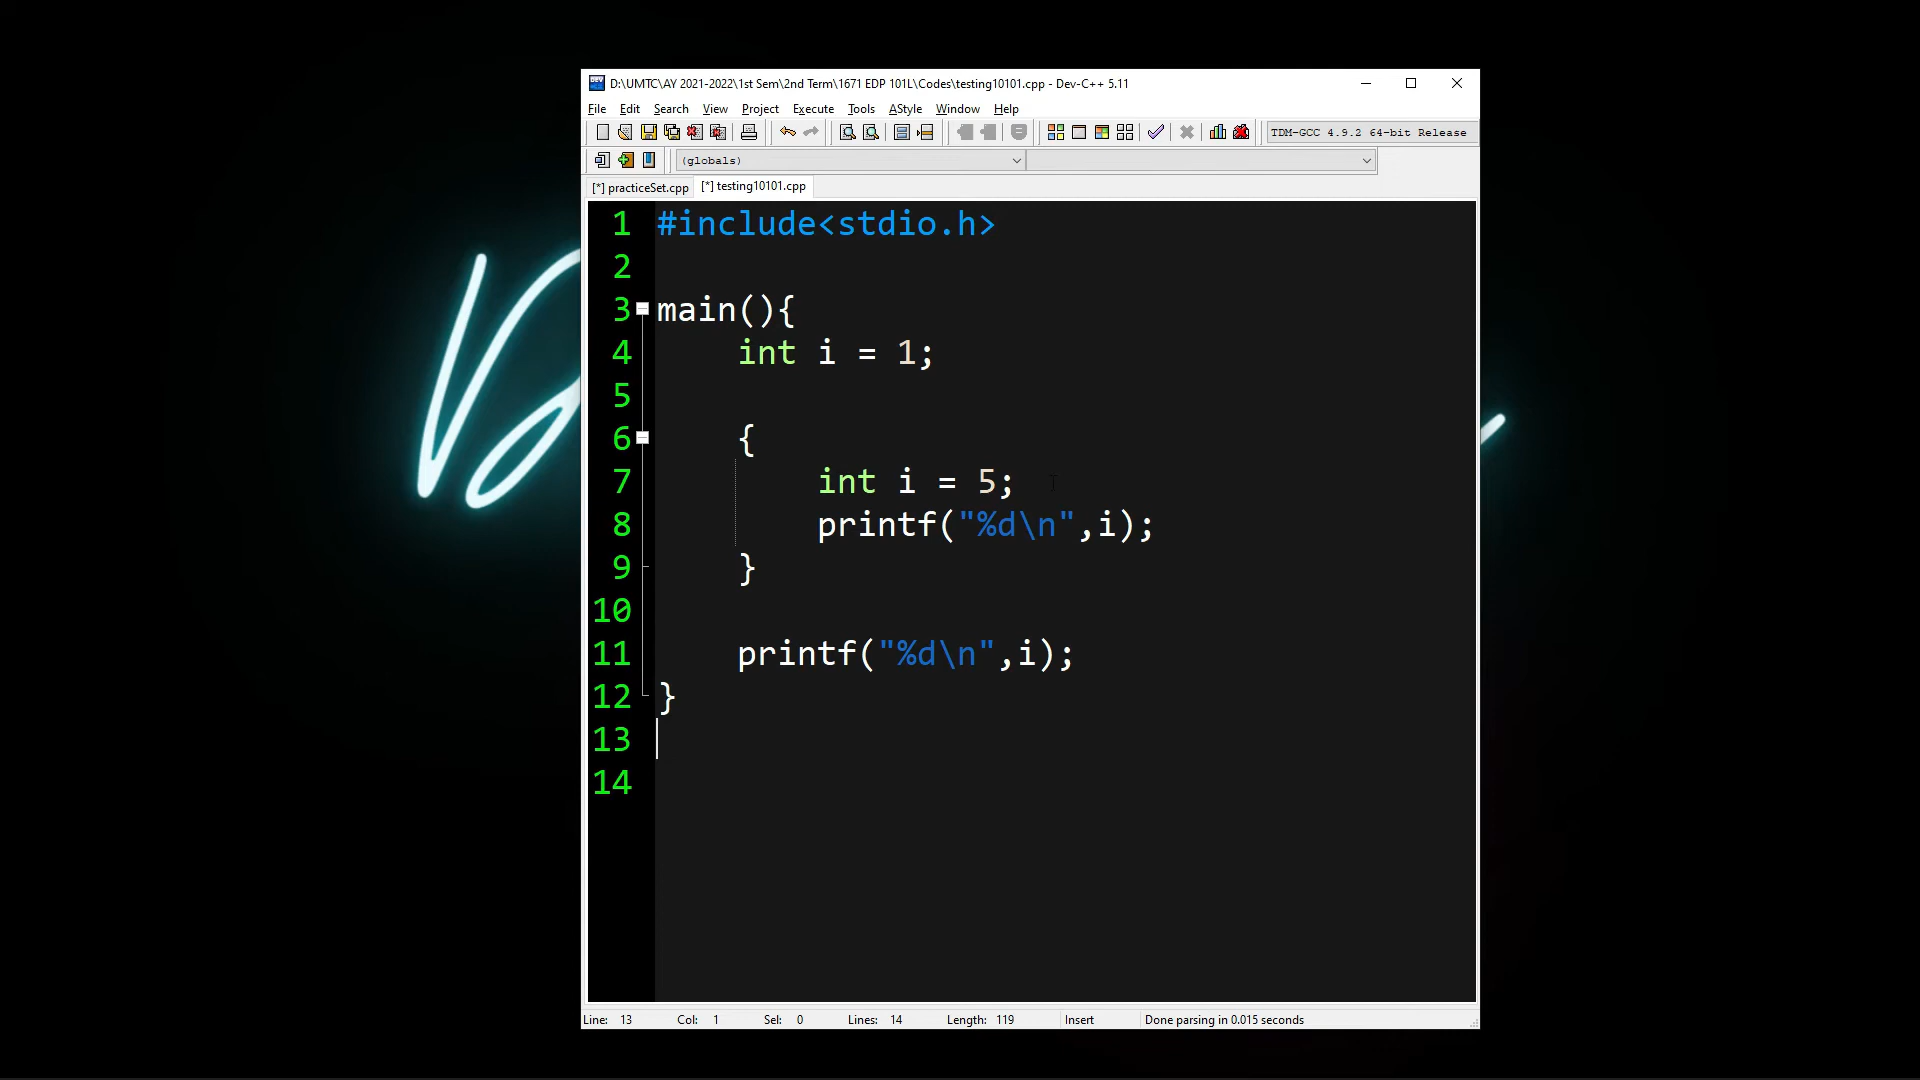 D:\UMTC\AY 2021-2022\1st Sem\2nd Term\1671 EDP 101L\Codes\testing10101.cpp - Dev-C++ 5.11
File Edit Search View Project Execute Tools AStyle Window Help
TDM-GCC 4.9.2 64-bit Release
(globals)
[*] practiceSet.cpp [*] testing10101.cpp
1 #include<stdio.h>
2
3 main(){
4 int i = 1;
5
6 {
7 int i = 5;
8 printf("%d\n",i);
9 }
10
11 printf("%d\n",i);
12 }
13
14
Line: 13 Col: 1 Sel: 0 Lines: 14 Length: 119 Insert Done parsing in 0.015 seconds